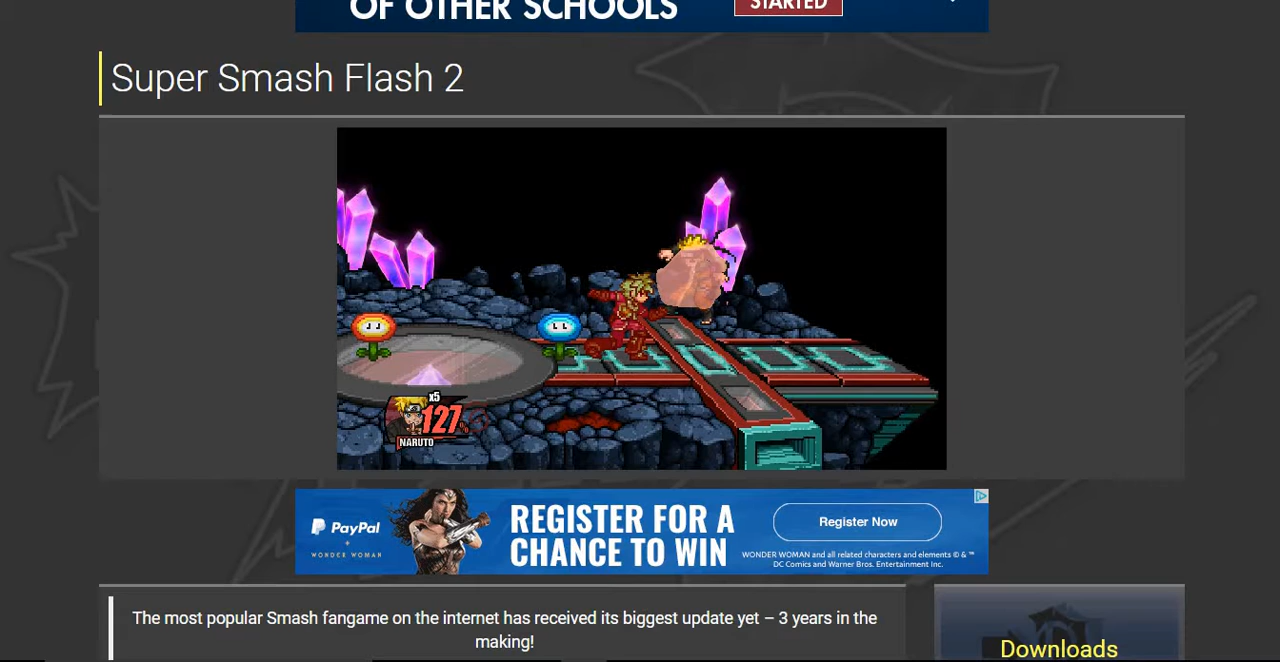 OF OTHER SCHOOLS
STARTED
Super Smash Flash 2
x5
127%
NARUTO
PayPal
+
WONDER WOMAN
REGISTER FOR A
CHANCE TO WIN
Register Now
WONDER WOMAN and all related characters and elements © & ™
DC Comics and Warner Bros. Entertainment Inc.
The most popular Smash fangame on the internet has received its biggest update yet – 3 years in the
making!
Downloads